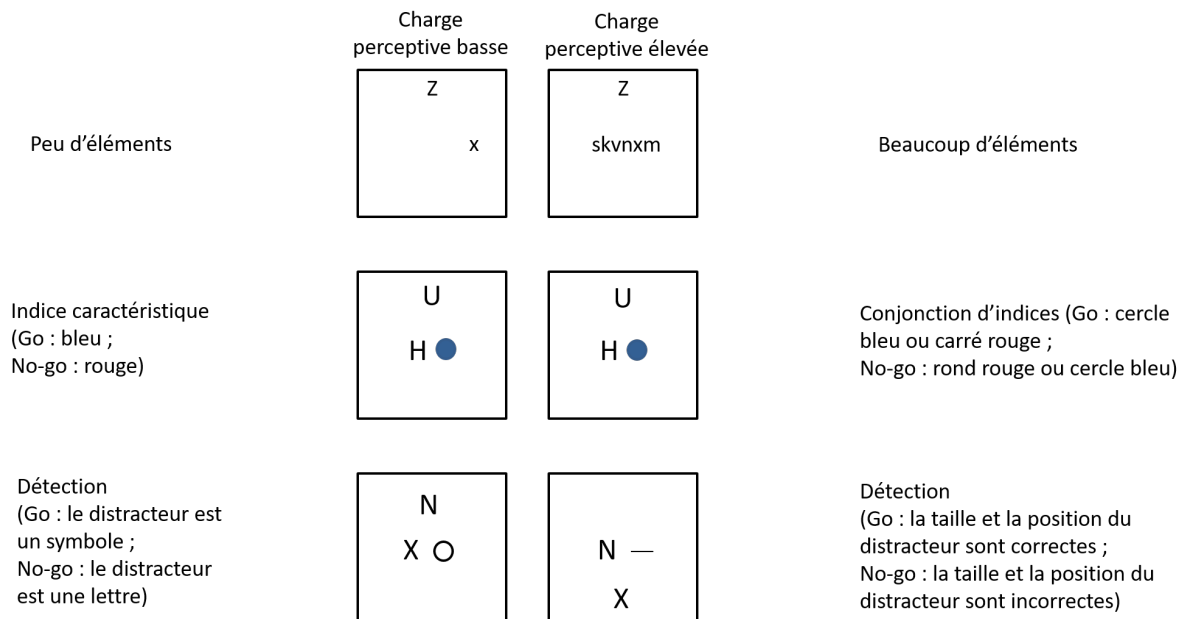 Charge
perceptive basse
Charge
perceptive élevée
Peu d’éléments
Z
x
Z
skvnxm
Beaucoup d’éléments
Indice caractéristique
(Go : bleu ;
No-go : rouge)
U
H
U
H
Conjonction d’indices (Go : cercle
bleu ou carré rouge ;
No-go : rond rouge ou cercle bleu)
Détection
(Go : le distracteur est
un symbole ;
No-go : le distracteur
est une lettre)
N
X
N
X
Détection
(Go : la taille et la position du
distracteur sont correctes ;
No-go : la taille et la position du
distracteur sont incorrectes)